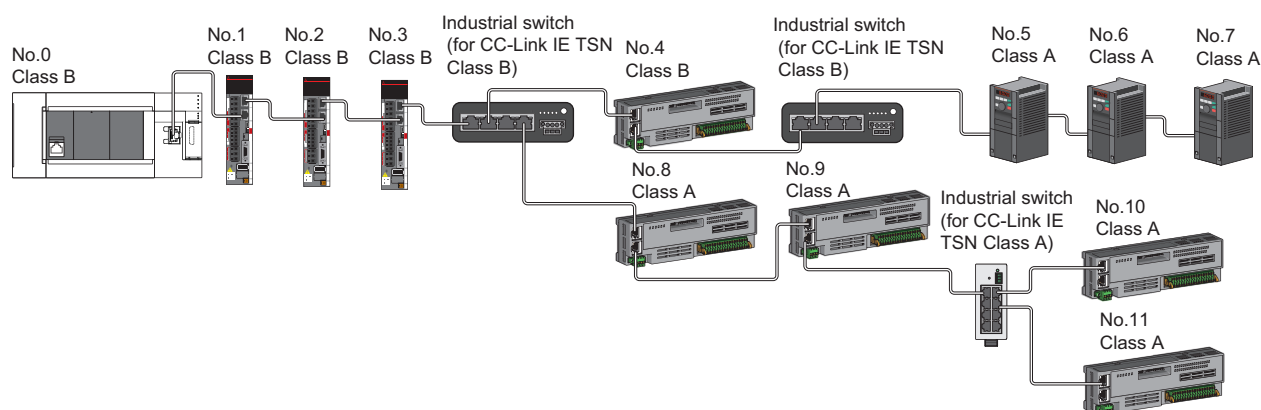 No.0
Class B
No.1
Class B
No.2
Class B
No.3
Class B
Industrial switch
(for CC-Link IE TSN
Class B)
No.4
Class B
Industrial switch
(for CC-Link IE TSN
Class B)
No.5
Class A
No.6
Class A
No.7
Class A
No.8
Class A
No.9
Class A
Industrial switch
(for CC-Link IE
TSN Class A)
No.10
Class A
No.11
Class A